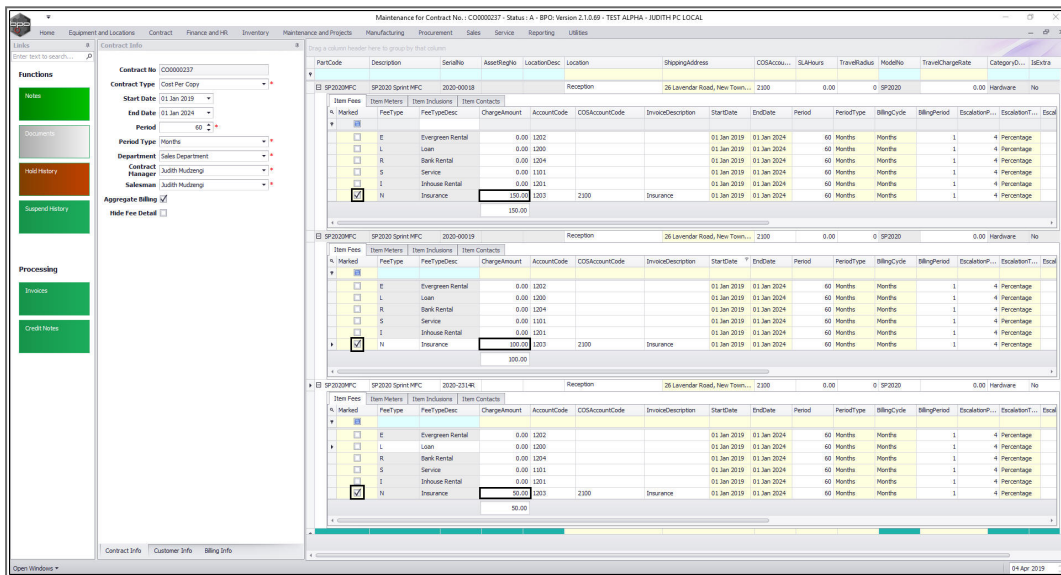 Maintenance for Contract No. : CO0000237 - Status : A - BPO: Version 2.1.0.69 - TEST ALPHA - JUDITH PC LOCAL
Home Equipment and Locations Contract Finance and HR Inventory Maintenance and Projects Manufacturing Procurement Sales Service Reporting Utilities
Links
Enter text to search...
Functions
Notes
Documents
Hold History
Suspend History
Processing
Invoices
Credit Notes
Contract Info
Contract No CO0000237
Contract Type Cost Per Copy *
Start Date 01 Jan 2019
End Date 01 Jan 2024
Period 60 *
Period Type Months *
Department Sales Department *
Contract Manager Judith Mudzengi *
Salesman Judith Mudzengi *
Aggregate Billing
Hide Fee Detail
Contract Info Customer Info Billing Info
Drag a column header here to group by that column
PartCode Description SerialNo AssetRegNo LocationDesc Location ShippingAddress COSAccou... SLAHours TravelRadius ModelNo TravelChargeRate CategoryD... IsExtra
SP2020MFC SP2020 Sprint MFC 2020-00018 Reception 26 Lavendar Road, New Town... 2100 0.00 0 SP2020 0.00 Hardware No
Item Fees Item Meters Item Inclusions Item Contacts
Marked FeeType FeeTypeDesc ChargeAmount AccountCode COSAccountCode InvoiceDescription StartDate EndDate Period PeriodType BillingCycle BillingPeriod EscalationP... EscalationT... Escal
E Evergreen Rental 0.00 1202 01 Jan 2019 01 Jan 2024 60 Months Months 1 4 Percentage
L Loan 0.00 1200 01 Jan 2019 01 Jan 2024 60 Months Months 1 4 Percentage
R Bank Rental 0.00 1204 01 Jan 2019 01 Jan 2024 60 Months Months 1 4 Percentage
S Service 0.00 1101 01 Jan 2019 01 Jan 2024 60 Months Months 1 4 Percentage
I Inhouse Rental 0.00 1201 01 Jan 2019 01 Jan 2024 60 Months Months 1 4 Percentage
N Insurance 150.00 1203 2100 Insurance 01 Jan 2019 01 Jan 2024 60 Months Months 1 4 Percentage
150.00
SP2020MFC SP2020 Sprint MFC 2020-00019 Reception 26 Lavendar Road, New Town... 2100 0.00 0 SP2020 0.00 Hardware No
Item Fees Item Meters Item Inclusions Item Contacts
Marked FeeType FeeTypeDesc ChargeAmount AccountCode COSAccountCode InvoiceDescription StartDate EndDate Period PeriodType BillingCycle BillingPeriod EscalationP... EscalationT... Escal
E Evergreen Rental 0.00 1202 01 Jan 2019 01 Jan 2024 60 Months Months 1 4 Percentage
L Loan 0.00 1200 01 Jan 2019 01 Jan 2024 60 Months Months 1 4 Percentage
R Bank Rental 0.00 1204 01 Jan 2019 01 Jan 2024 60 Months Months 1 4 Percentage
S Service 0.00 1101 01 Jan 2019 01 Jan 2024 60 Months Months 1 4 Percentage
I Inhouse Rental 0.00 1201 01 Jan 2019 01 Jan 2024 60 Months Months 1 4 Percentage
N Insurance 100.00 1203 2100 Insurance 01 Jan 2019 01 Jan 2024 60 Months Months 1 4 Percentage
100.00
SP2020MFC SP2020 Sprint MFC 2020-2314R Reception 26 Lavendar Road, New Town... 2100 0.00 0 SP2020 0.00 Hardware No
Item Fees Item Meters Item Inclusions Item Contacts
Marked FeeType FeeTypeDesc ChargeAmount AccountCode COSAccountCode InvoiceDescription StartDate EndDate Period PeriodType BillingCycle BillingPeriod EscalationP... EscalationT... Escal
E Evergreen Rental 0.00 1202 01 Jan 2019 01 Jan 2024 60 Months Months 1 4 Percentage
L Loan 0.00 1200 01 Jan 2019 01 Jan 2024 60 Months Months 1 4 Percentage
R Bank Rental 0.00 1204 01 Jan 2019 01 Jan 2024 60 Months Months 1 4 Percentage
S Service 0.00 1101 01 Jan 2019 01 Jan 2024 60 Months Months 1 4 Percentage
I Inhouse Rental 0.00 1201 01 Jan 2019 01 Jan 2024 60 Months Months 1 4 Percentage
N Insurance 50.00 1203 2100 Insurance 01 Jan 2019 01 Jan 2024 60 Months Months 1 4 Percentage
50.00
Open Windows
04 Apr 2019